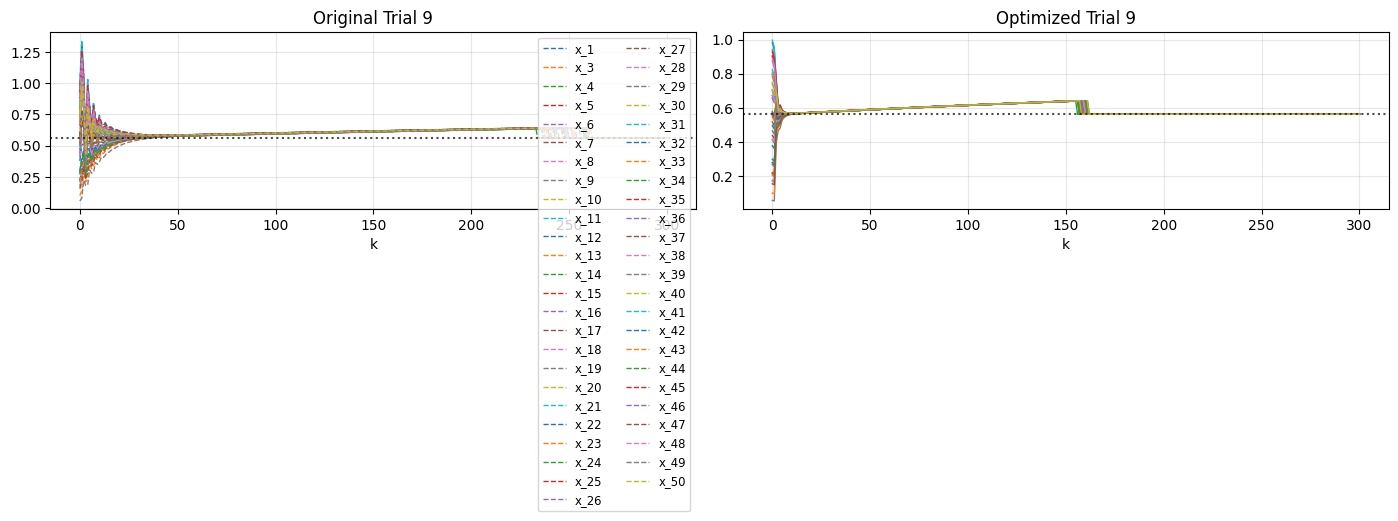 Original Trial 9
1.25
1.00
0.75
0.50
0.25
0.00
0
50
100
150
200
250
300
k
x_1
x_3
x_4
x_5
x_6
x_7
x_8
x_9
x_10
x_11
x_12
x_13
x_14
x_15
x_16
x_17
x_18
x_19
x_20
x_21
x_22
x_23
x_24
x_25
x_26
x_27
x_28
x_29
x_30
x_31
x_32
x_33
x_34
x_35
x_36
x_37
x_38
x_39
x_40
x_41
x_42
x_43
x_44
x_45
x_46
x_47
x_48
x_49
x_50
Optimized Trial 9
1.0
0.8
0.6
0.4
0.2
0
50
100
150
200
250
300
k